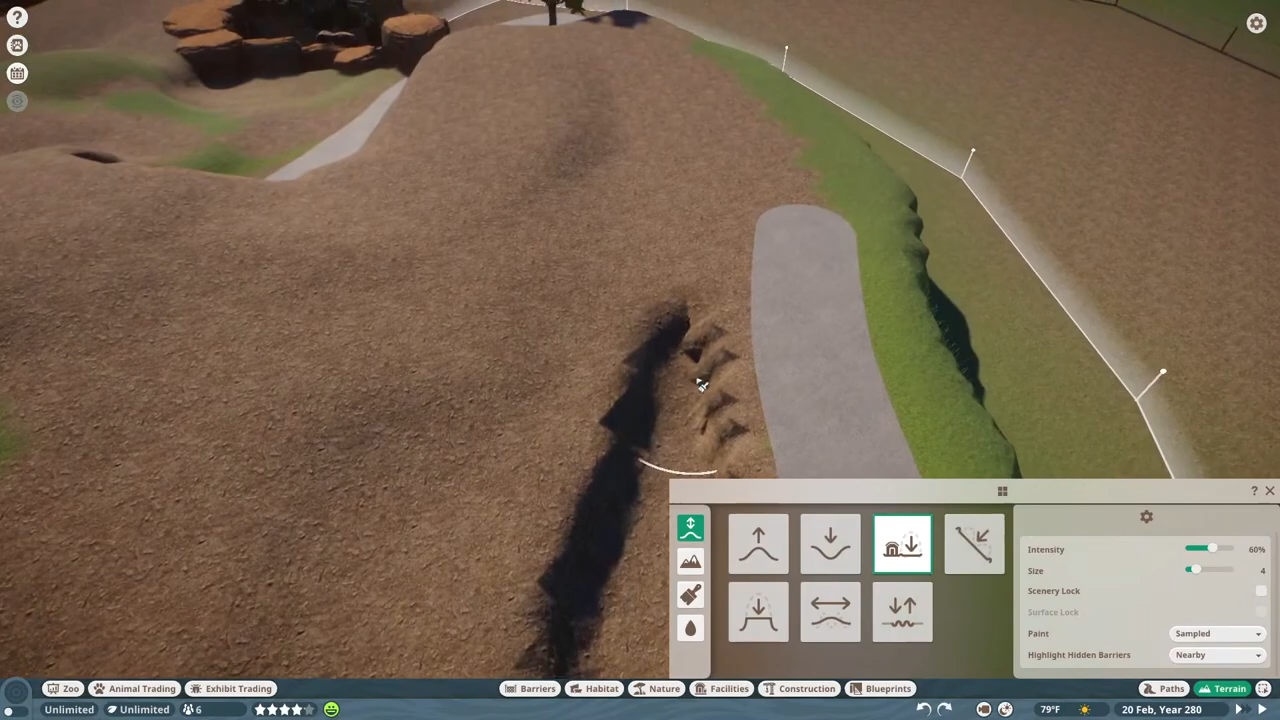 ?
? ×
Intensity 60%
Size 4
Scenery Lock
Surface Lock
Paint Sampled
Highlight Hidden Barriers Nearby
Zoo Animal Trading Exhibit Trading Barriers Habitat Nature Facilities Construction Blueprints Paths Terrain
Unlimited Unlimited 6 79°F 20 Feb, Year 280